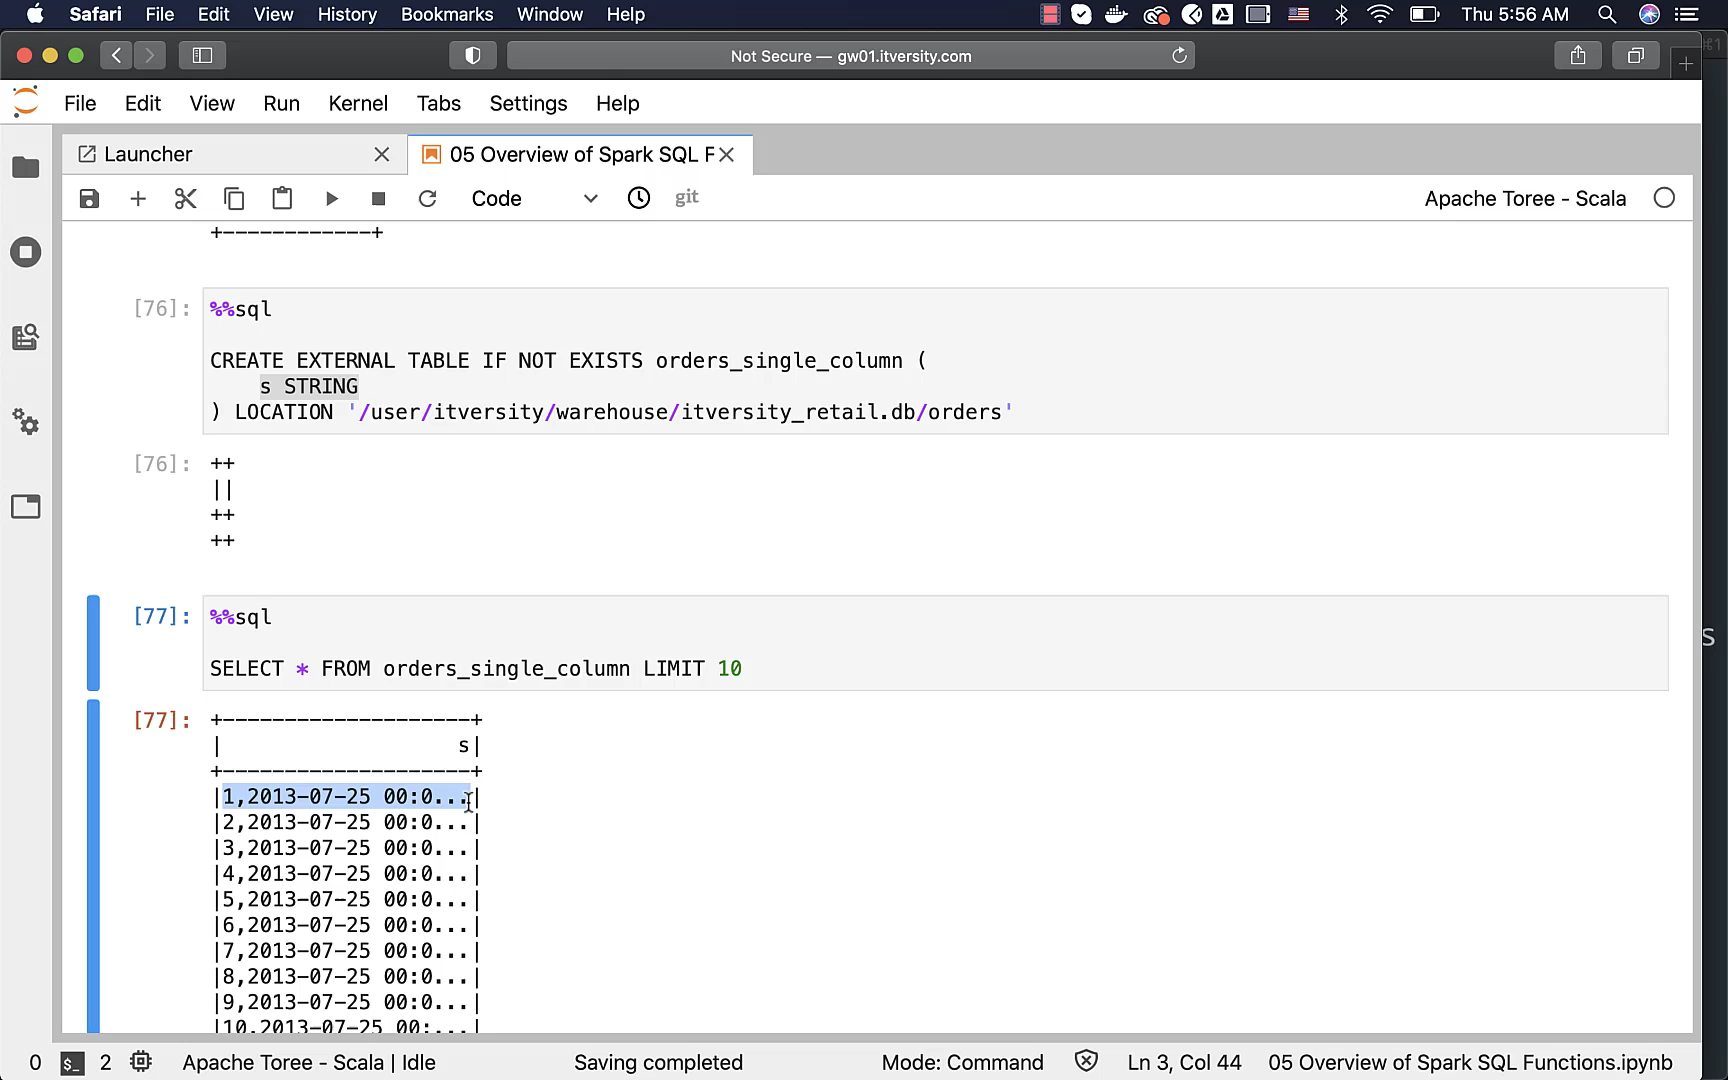 Safari File Edit View History Bookmarks Window Help Thu 5:56 AM
Not Secure — gw01.itversity.com
File Edit View Run Kernel Tabs Settings Help
Launcher 05 Overview of Spark SQL F
Code git Apache Toree - Scala
+------------+
[76]: %%sql
CREATE EXTERNAL TABLE IF NOT EXISTS orders_single_column (
s STRING
) LOCATION '/user/itversity/warehouse/itversity_retail.db/orders'
[76]: ++
||
++
++
[77]: %%sql
SELECT * FROM orders_single_column LIMIT 10
[77]: +--------------------+
| s|
+--------------------+
|1,2013-07-25 00:0...|
|2,2013-07-25 00:0...|
|3,2013-07-25 00:0...|
|4,2013-07-25 00:0...|
|5,2013-07-25 00:0...|
|6,2013-07-25 00:0...|
|7,2013-07-25 00:0...|
|8,2013-07-25 00:0...|
|9,2013-07-25 00:0...|
|10,2013-07-25 00:...|
0 $_ 2 Apache Toree - Scala | Idle Saving completed Mode: Command Ln 3, Col 44 05 Overview of Spark SQL Functions.ipynb